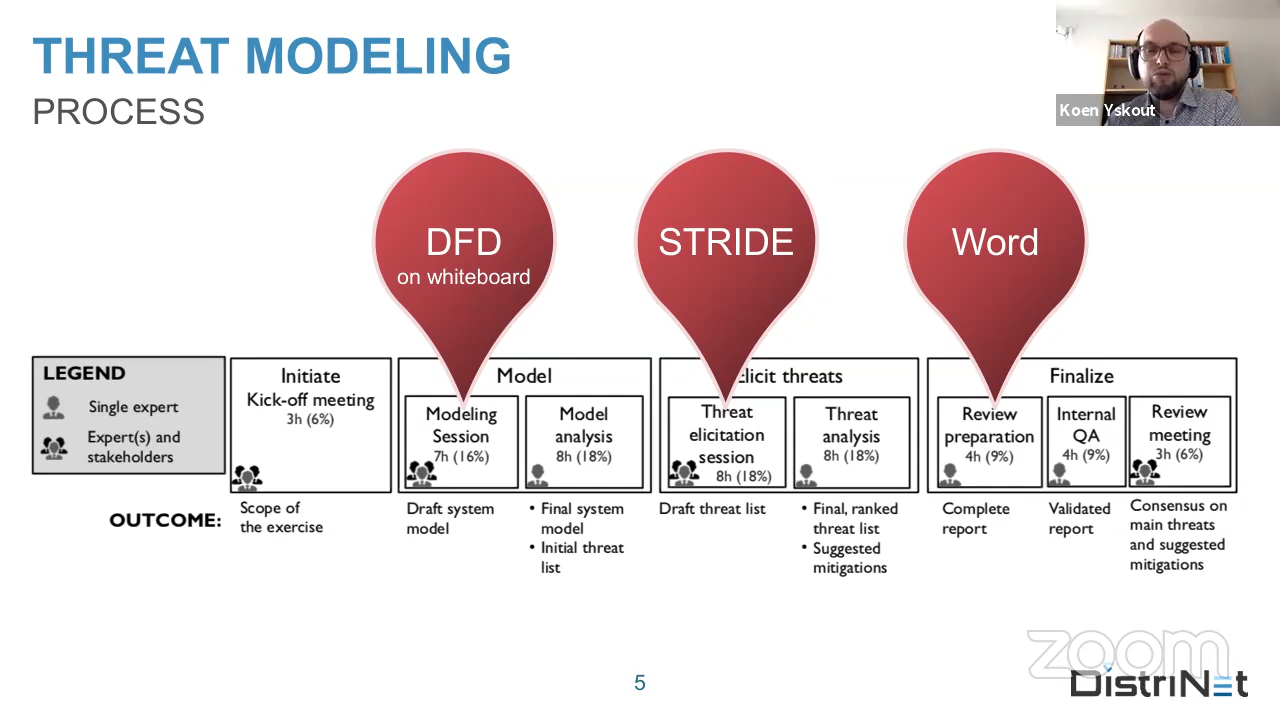 THREAT MODELING
PROCESS
Koen Yskout
DFD
on whiteboard
STRIDE
Word
LEGEND
Single expert
Expert(s) and
stakeholders
Initiate
Kick-off meeting
3h (6%)
Model
Modeling
Session
7h (16%)
Model
analysis
8h (18%)
Elicit threats
Threat
elicitation
session
8h (18%)
Threat
analysis
8h (18%)
Finalize
Review
preparation
4h (9%)
Internal
QA
4h (9%)
Review
meeting
3h (6%)
OUTCOME:
Scope of
the exercise
Draft system
model
• Final system
model
• Initial threat
list
Draft threat list
• Final, ranked
threat list
• Suggested
mitigations
Complete
report
Validated
report
Consensus on
main threats
and suggested
mitigations
zoom
DistriNet
5